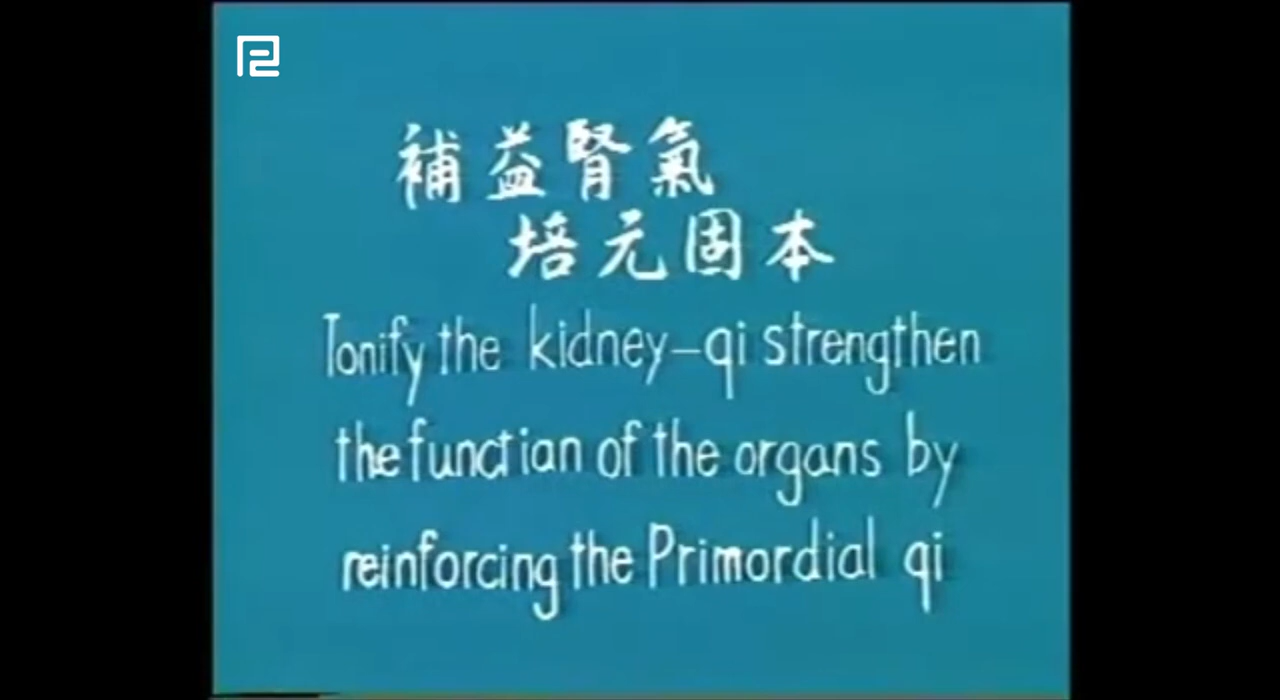 補益腎氣
培元固本
Tonify the kidney-qi strengthen
the functian of the organs by
reinforcing the Primordial qi